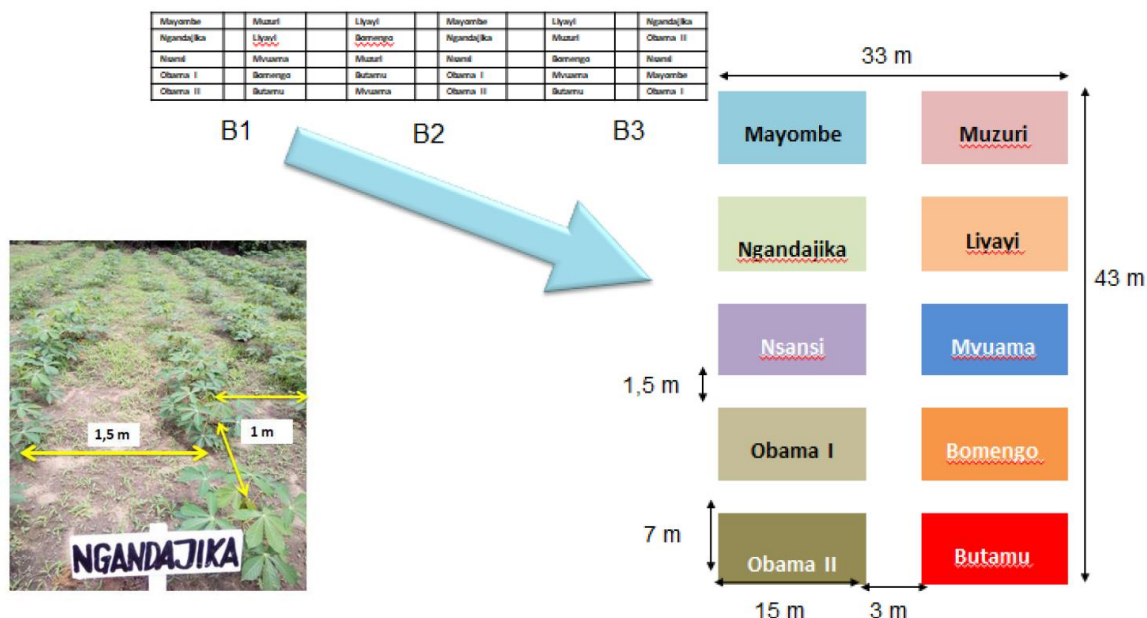 Mayombe Muzuri Liyayi Mayombe Liyayi Ngandajika
Ngandajika Liyayi Bomengo Ngandajika Muzuri Obama II
Nsansi Mvuama Muzuri Nsansi Bomengo Nsansi
Obama I Bomengo Butamu Obama I Mvuama Mayombe
Obama II Butamu Mvuama Obama II Butamu Obama I
B1 B2 B3
33 m
Mayombe Muzuri
Ngandajika Liyayi
43 m
Nsansi Mvuama
1,5 m
Obama I Bomengo
7 m
Obama II Butamu
15 m 3 m
1,5 m 1 m
NGANDAJIKA